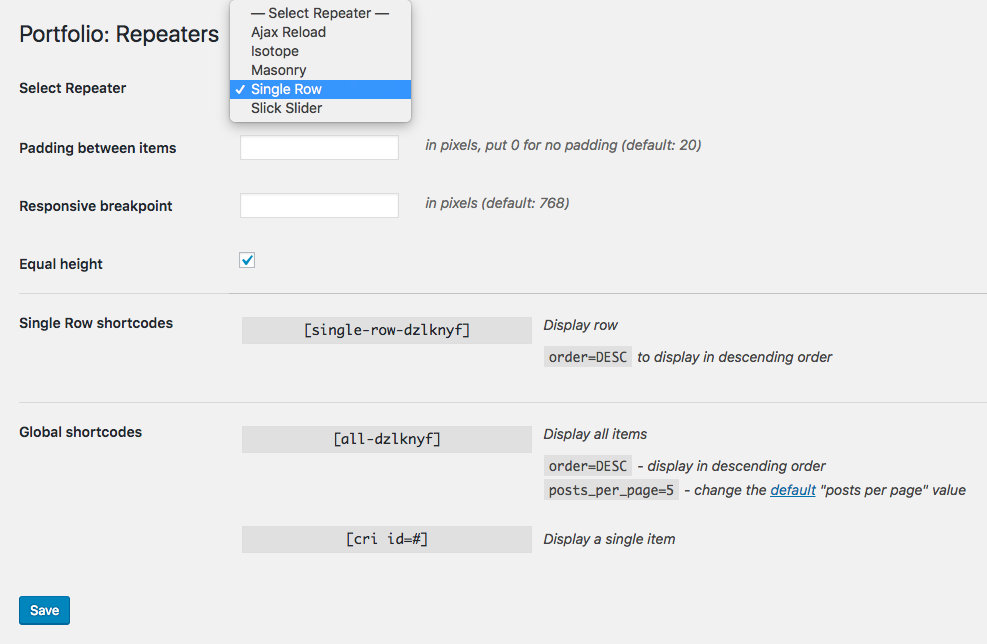 Portfolio: Repeaters
— Select Repeater —
Ajax Reload
Isotope
Masonry
Select Repeater
✓ Single Row
Slick Slider
Padding between items
in pixels, put 0 for no padding (default: 20)
Responsive breakpoint
in pixels (default: 768)
Equal height
Single Row shortcodes
[single-row-dzlknyf]
Display row
order=DESC to display in descending order
Global shortcodes
[all-dzlknyf]
Display all items
order=DESC - display in descending order
posts_per_page=5 - change the default "posts per page" value
[cri id=#]
Display a single item
Save